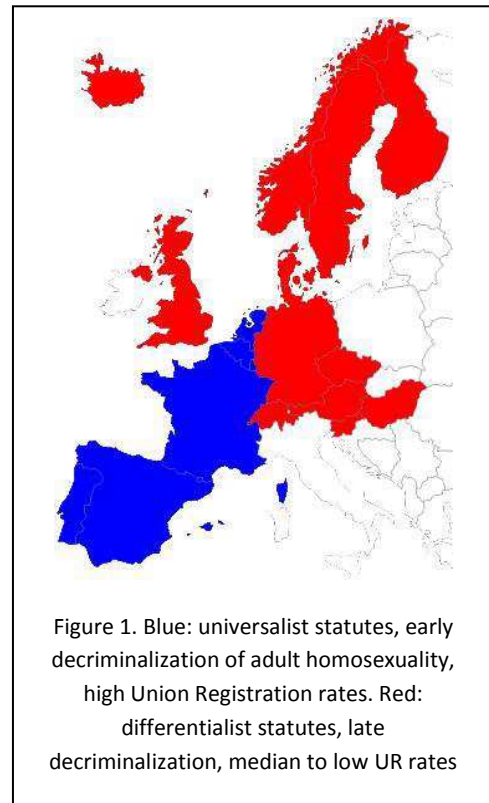 Figure 1. Blue: universalist statutes, early
decriminalization of adult homosexuality,
high Union Registration rates. Red:
differentialist statutes, late
decriminalization, median to low UR rates